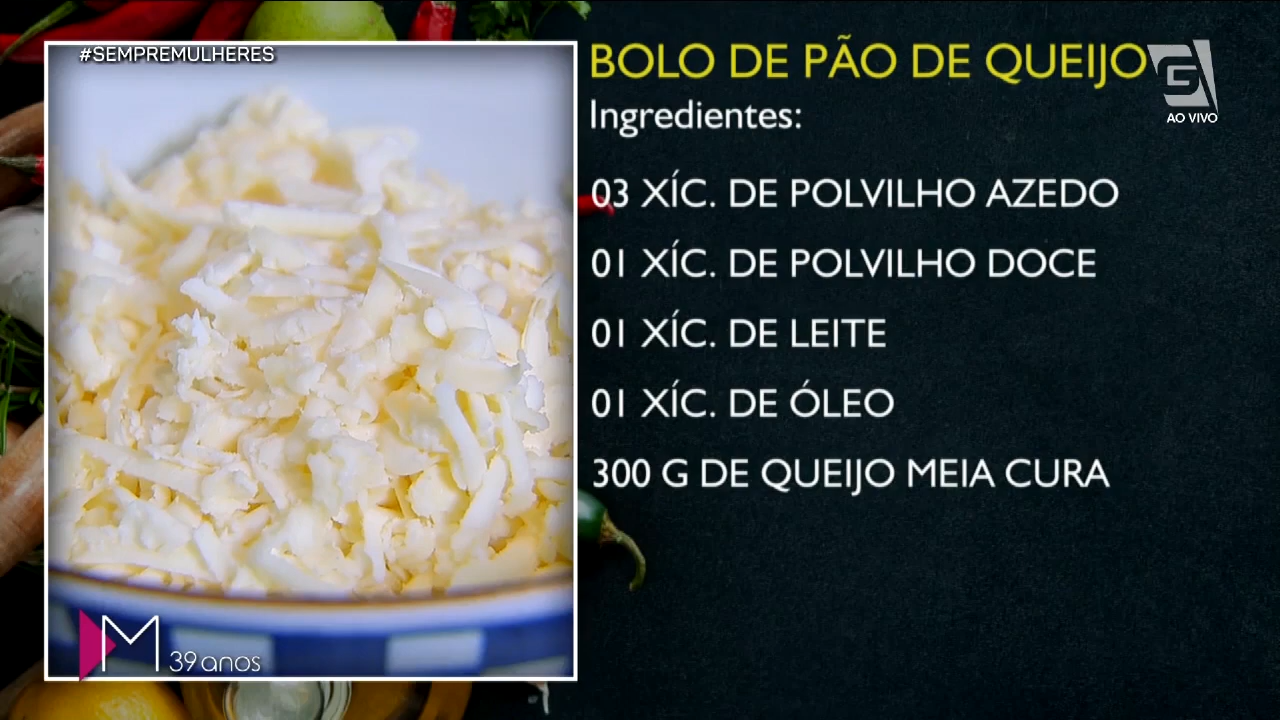 #SEMPREMULHERES
BOLO DE PÃO DE QUEIJO
G
AO VIVO
Ingredientes:
03 XÍC. DE POLVILHO AZEDO
01 XÍC. DE POLVILHO DOCE
01 XÍC. DE LEITE
01 XÍC. DE ÓLEO
300 G DE QUEIJO MEIA CURA
M 39 anos